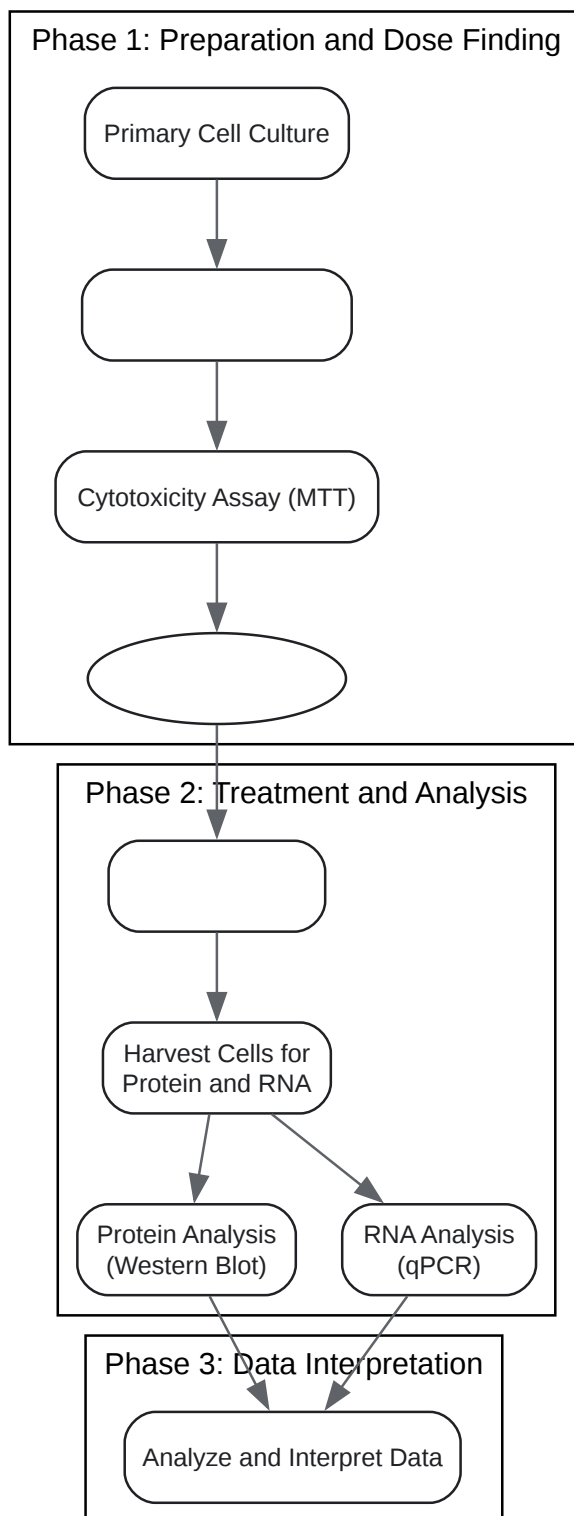 Phase 1: Preparation and Dose Finding
Primary Cell Culture
Cytotoxicity Assay (MTT)
Phase 2: Treatment and Analysis
Harvest Cells for
Protein and RNA
Protein Analysis
(Western Blot)
RNA Analysis
(qPCR)
Phase 3: Data Interpretation
Analyze and Interpret Data